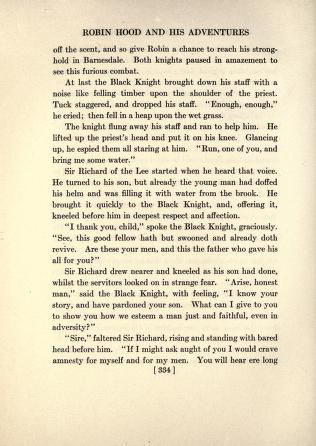 ROBIN HOOD AND HIS ADVENTURES
off the scent, and so give Robin a chance to reach his strong-
hold in Barnesdale. Both knights paused in amazement to
see this furious combat.
At last the Black Knight brought down his staff with a
noise like felling timber upon the shoulder of the priest.
Tuck staggered, and dropped his staff. "Enough, enough,"
he cried; then fell in a heap upon the wet grass.
The knight flung away his staff and ran to help him. He
lifted up the priest's head and put it on his knee. Glancing
up, he espied them all staring at him. "Run, one of you, and
bring me some water."
Sir Richard of the Lee started when he heard that voice.
He turned to his son, but already the young man had doffed
his helm and was filling it with water from the brook. He
brought it quickly to the Black Knight, and, offering it,
kneeled before him in deepest respect and affection.
"I thank you, child," spoke the Black Knight, graciously.
"See, this good fellow hath but swooned and already doth
revive. Are these your men, and this the father who gave his
all for you?"
Sir Richard drew nearer and kneeled as his son had done,
whilst the servitors looked on in strange fear. "Arise, honest
man," said the Black Knight, with feeling, "I know your
story, and have pardoned your son. What can I give to you
to show you how we esteem a man just and faithful, even in
adversity?"
"Sire," faltered Sir Richard, rising and standing with bared
head before him. "If I might ask aught of you I would crave
amnesty for myself and for my men. You will hear ere long
[ 334 ]